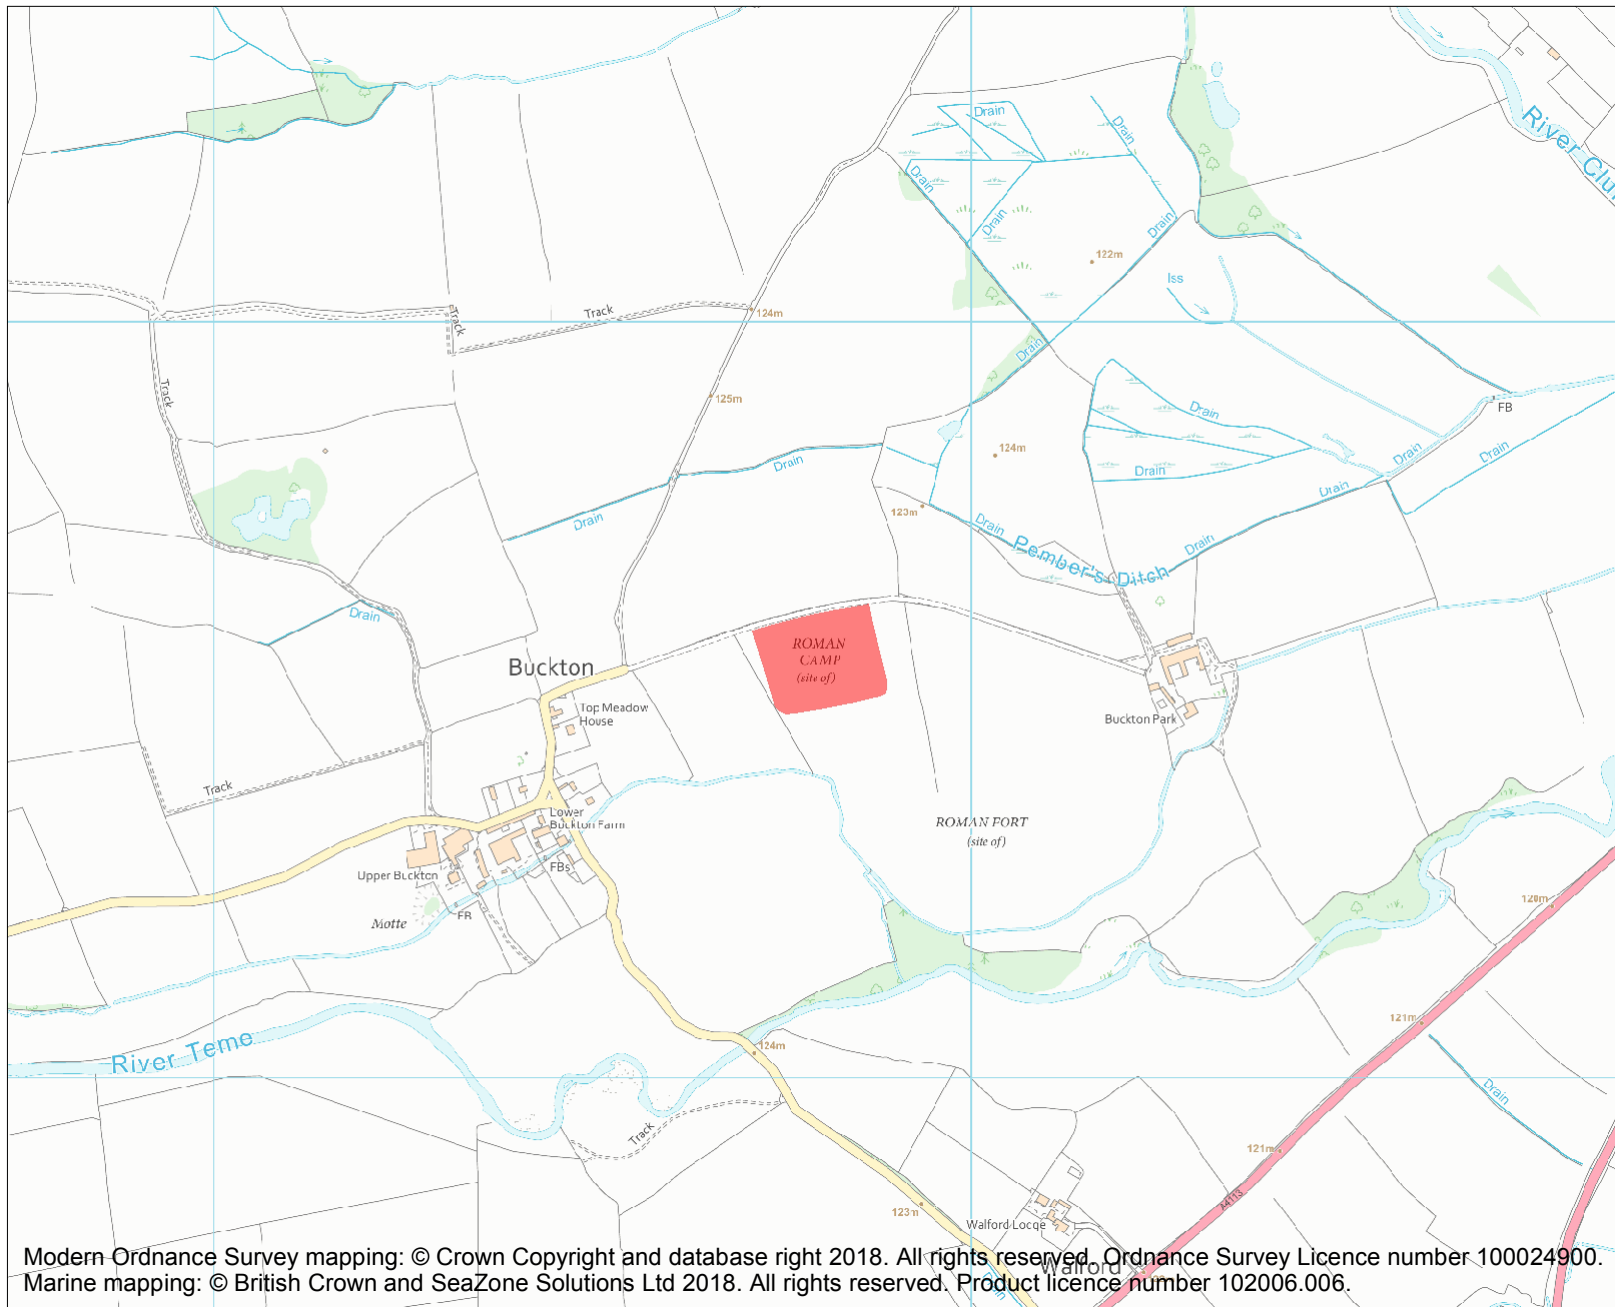 River Clu
Drain
Drain
Drain
Drain
Drain
122m
Iss
Track
Track
124m
Drain
Track
125m
Drain
FB
124m
Drain
Drain
Drain
Drain
Drain
Drain
123m
Drain
Drain
Pember's Ditch
Drain
ROMAN
CAMP
(site of)
Buckton
Top Meadow
House
Buckton Park
Track
Lower
Buckton Farm
ROMAN FORT
(site of)
FBs
Upper Buckton
FB
Motte
120m
121m
River Teme
124m
Drain
Track
121m
A4113
123m
Walford Lodge
Walford
Drain
Modern Ordnance Survey mapping: © Crown Copyright and database right 2018. All rights reserved. Ordnance Survey Licence number 100024900.
Marine mapping: © British Crown and SeaZone Solutions Ltd 2018. All rights reserved. Product licence number 102006.006.